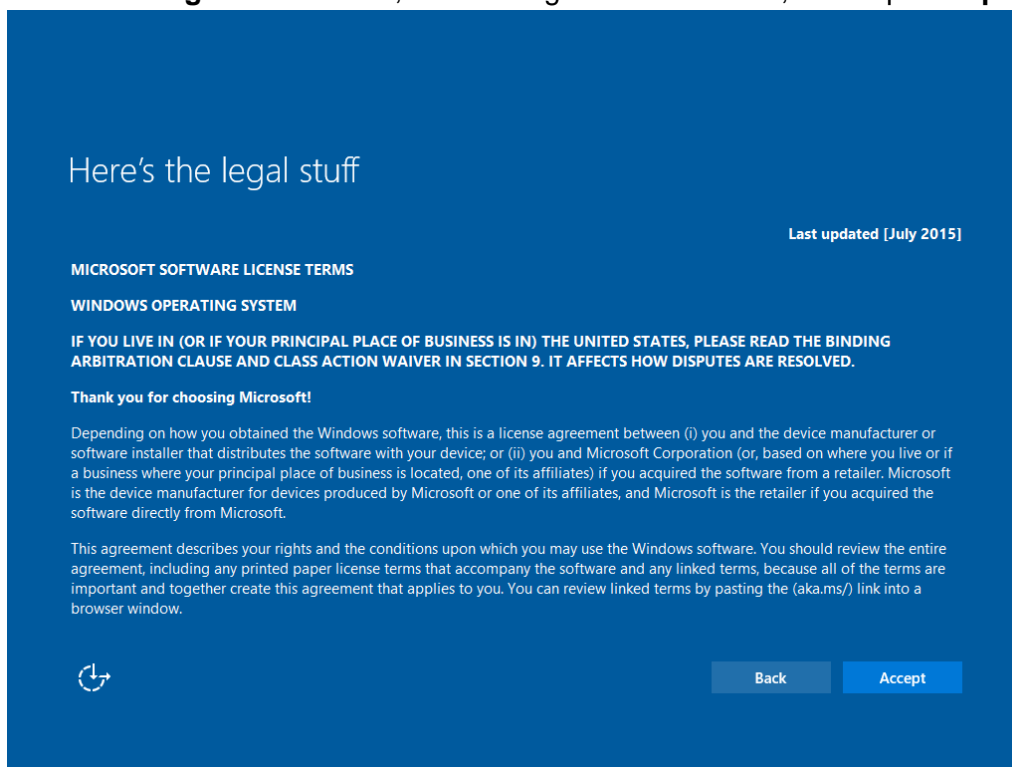 Here's the legal stuff
Last updated [July 2015]
MICROSOFT SOFTWARE LICENSE TERMS
WINDOWS OPERATING SYSTEM
IF YOU LIVE IN (OR IF YOUR PRINCIPAL PLACE OF BUSINESS IS IN) THE UNITED STATES, PLEASE READ THE BINDING
ARBITRATION CLAUSE AND CLASS ACTION WAIVER IN SECTION 9. IT AFFECTS HOW DISPUTES ARE RESOLVED.
Thank you for choosing Microsoft!
Depending on how you obtained the Windows software, this is a license agreement between (i) you and the device manufacturer or
software installer that distributes the software with your device; or (ii) you and Microsoft Corporation (or, based on where you live or if
a business where your principal place of business is located, one of its affiliates) if you acquired the software from a retailer. Microsoft
is the device manufacturer for devices produced by Microsoft or one of its affiliates, and Microsoft is the retailer if you acquired the
software directly from Microsoft.
This agreement describes your rights and the conditions upon which you may use the Windows software. You should review the entire
agreement, including any printed paper license terms that accompany the software and any linked terms, because all of the terms are
important and together create this agreement that applies to you. You can review linked terms by pasting the (aka.ms/) link into a
browser window.
Back
Accept